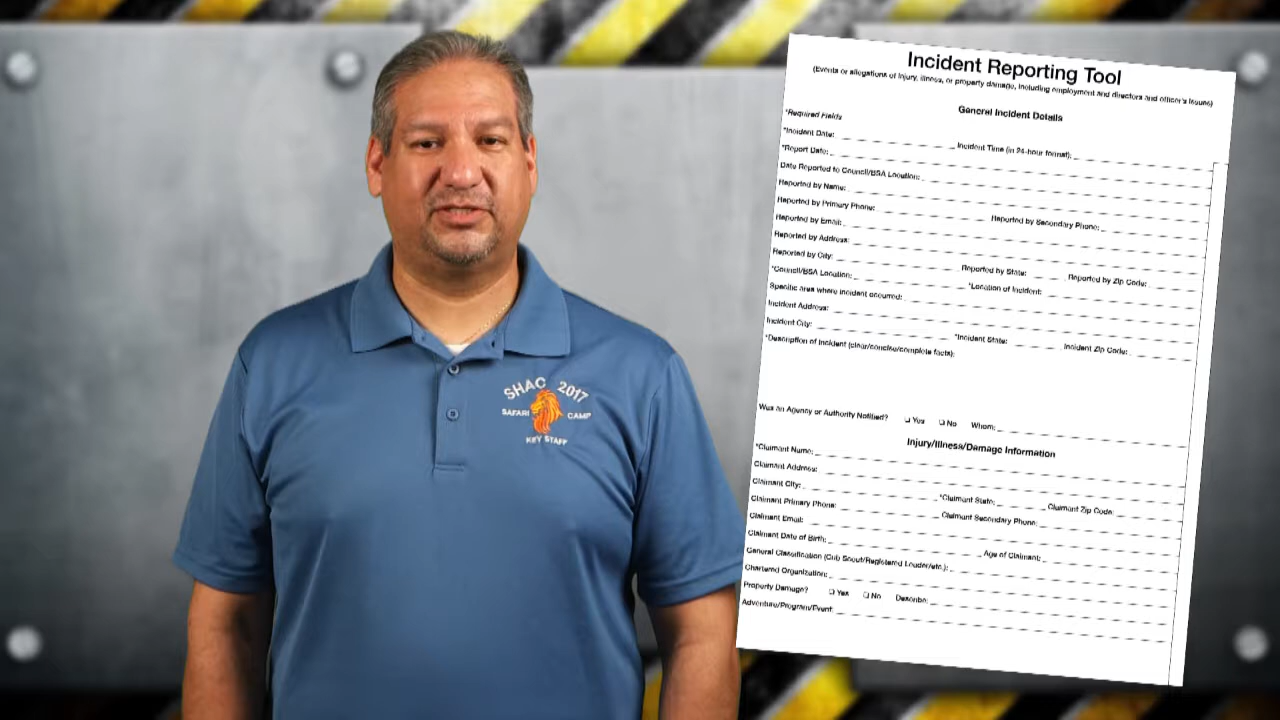 SHAC 2017
SAFARI CAMP
KEY STAFF
Incident Reporting Tool
(Events or allegations of injury, illness, or property damage, including employment and directors and officer's issues)
General Incident Details
*Required Fields
*Incident Date: Incident Time (in 24-hour format):
*Report Date:
Date Reported to Council/BSA Location:
Reported by Name:
Reported by Primary Phone: Reported by Secondary Phone:
Reported by Email:
Reported by Address:
Reported by City: Reported by State: Reported by Zip Code:
*Council/BSA Location: *Location of Incident:
Specific area where incident occurred:
Incident Address:
Incident City: *Incident State: Incident Zip Code:
*Description of Incident (clear/concise/complete facts):
Was an Agency or Authority Notified? ❏ Yes ❏ No Whom:
Injury/Illness/Damage Information
*Claimant Name:
Claimant Address:
Claimant City: *Claimant State: Claimant Zip Code:
Claimant Primary Phone: Claimant Secondary Phone:
Claimant Email:
Claimant Date of Birth: Age of Claimant:
General Classification (Cub Scout/Registered Leader/etc.):
Chartered Organization:
Property Damage? ❏ Yes ❏ No Describe:
Adventure/Program/Event: